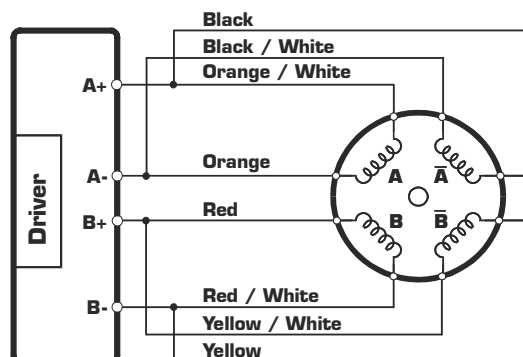 Black
Black / White
Orange / White
A+
Orange
A-
A A̅
B+
Red
B B̅
Driver
Red / White
B-
Yellow / White
Yellow